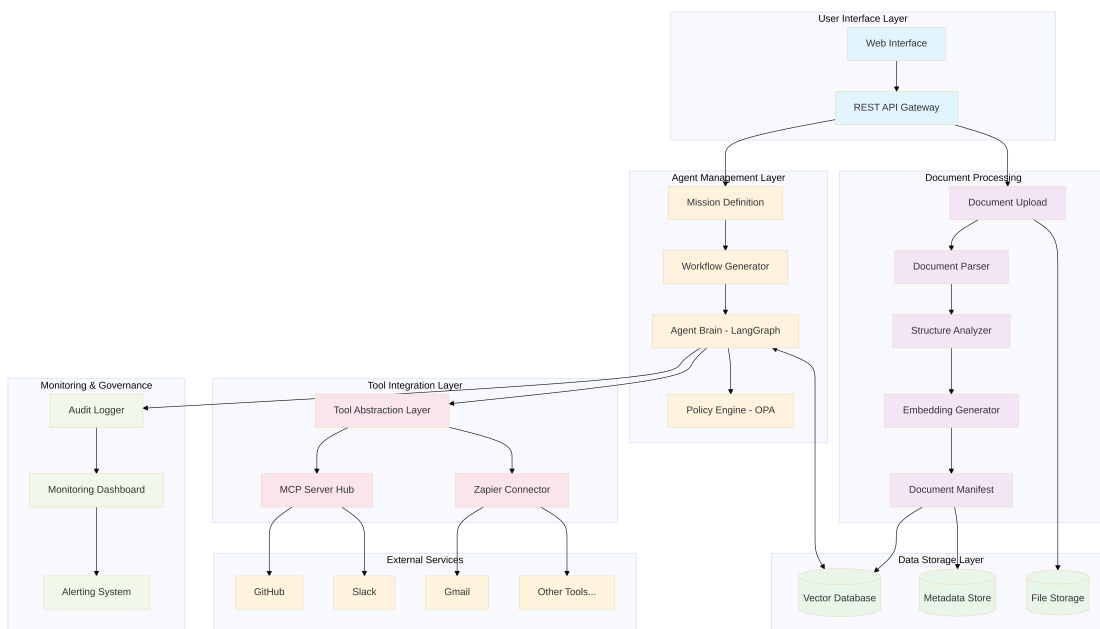 User Interface Layer
Web Interface
REST API Gateway
Agent Management Layer
Mission Definition
Workflow Generator
Agent Brain - LangGraph
Policy Engine - OPA
Document Processing
Document Upload
Document Parser
Structure Analyzer
Embedding Generator
Document Manifest
Monitoring & Governance
Audit Logger
Monitoring Dashboard
Alerting System
Tool Integration Layer
Tool Abstraction Layer
MCP Server Hub
Zapier Connector
External Services
GitHub
Slack
Gmail
Other Tools...
Data Storage Layer
Vector Database
Metadata Store
File Storage